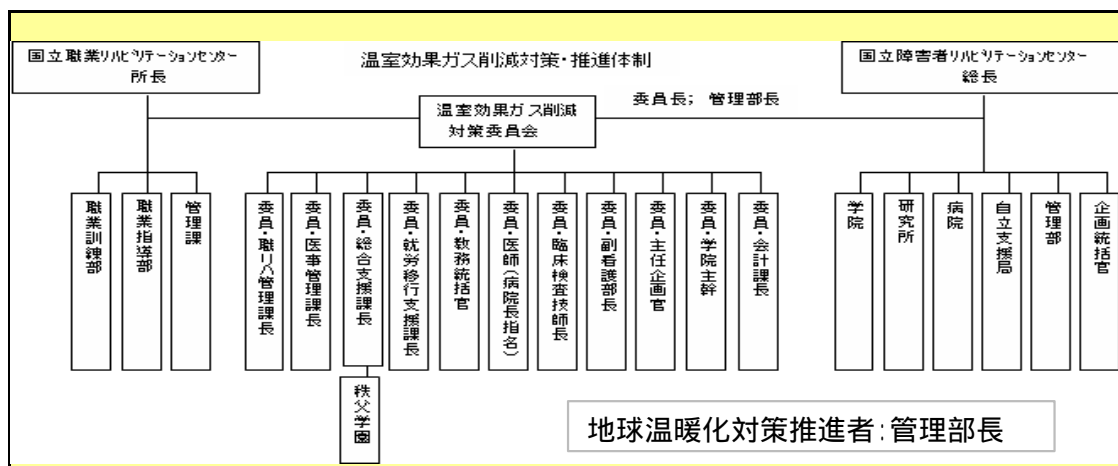 国立職業リハビリテーションセンター
所長
温室効果ガス削減対策・推進体制
国立障害者リハビリテーションセンター
総長
委員長; 管理部長
温室効果ガス削減
対策委員会
職業訓練部
職業指導部
管理課
委員・職リハ管理課長
委員・医事管理課長
委員・総合支援課長
委員・就労移行支援課長
委員・教務統括官
委員・医師(病院長指名)
委員・臨床検査技師長
委員・副看護部長
委員・主任企画官
委員・学院主幹
委員・会計課長
学院
研究所
病院
自立支援局
管理部
企画統括官
秩父学園
地球温暖化対策推進者:管理部長